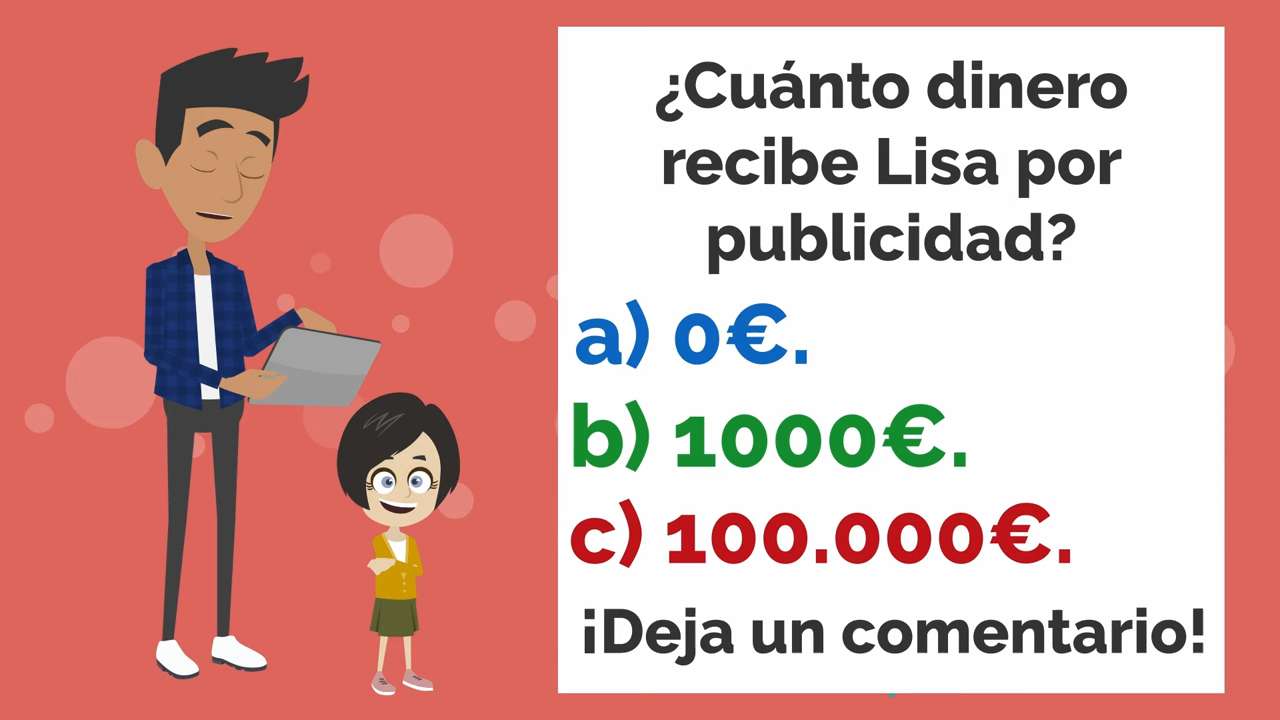 ¿Cuánto dinero
recibe Lisa por
publicidad?
a) 0€.
b) 1000€.
c) 100.000€.
¡Deja un comentario!